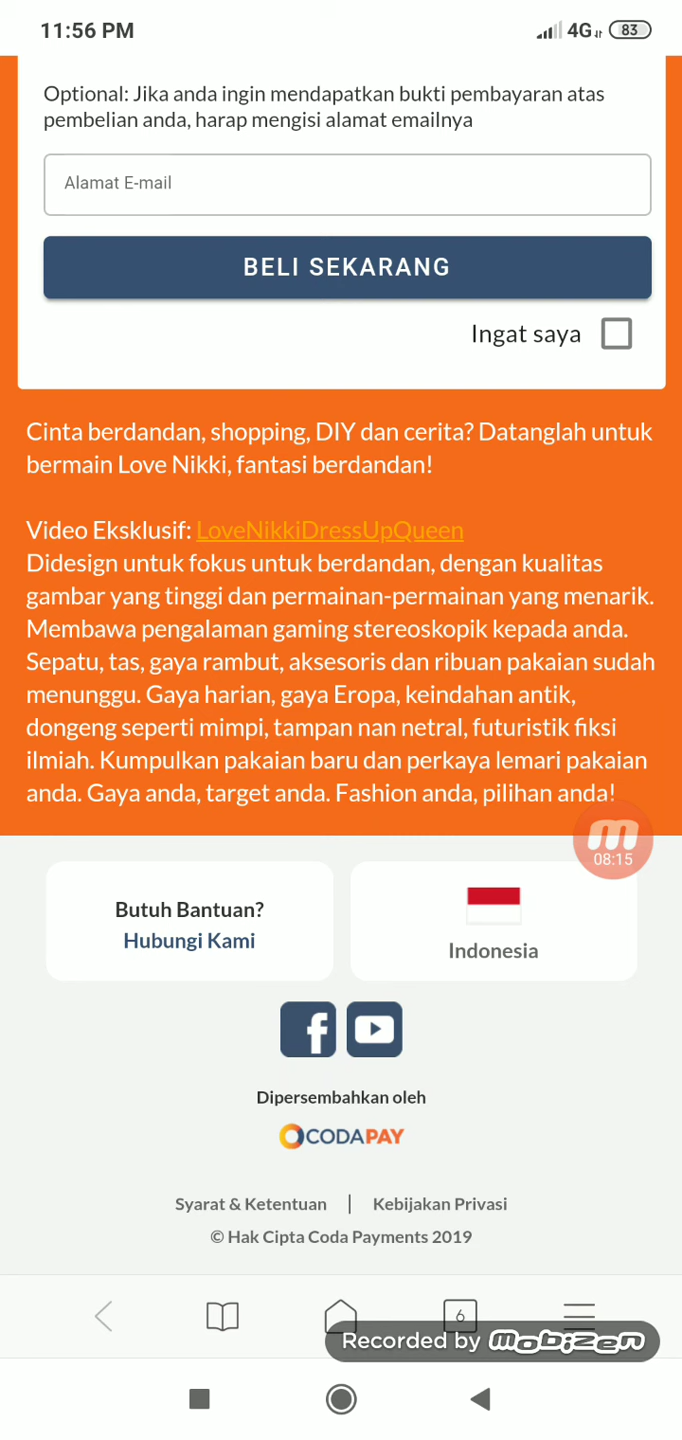 11:56 PM 4G 83
Optional: Jika anda ingin mendapatkan bukti pembayaran atas
pembelian anda, harap mengisi alamat emailnya
Alamat E-mail
BELI SEKARANG
Ingat saya
Cinta berdandan, shopping, DIY dan cerita? Datanglah untuk
bermain Love Nikki, fantasi berdandan!
Video Eksklusif: LoveNikkiDressUpQueen
Didesign untuk fokus untuk berdandan, dengan kualitas
gambar yang tinggi dan permainan-permainan yang menarik.
Membawa pengalaman gaming stereoskopik kepada anda.
Sepatu, tas, gaya rambut, aksesoris dan ribuan pakaian sudah
menunggu. Gaya harian, gaya Eropa, keindahan antik,
dongeng seperti mimpi, tampan nan netral, futuristik fiksi
ilmiah. Kumpulkan pakaian baru dan perkaya lemari pakaian
anda. Gaya anda, target anda. Fashion anda, pilihan anda!
08:15
Butuh Bantuan?
Hubungi Kami
Indonesia
Dipersembahkan oleh
CODAPAY
Syarat & Ketentuan | Kebijakan Privasi
© Hak Cipta Coda Payments 2019
6
Recorded by mobizen